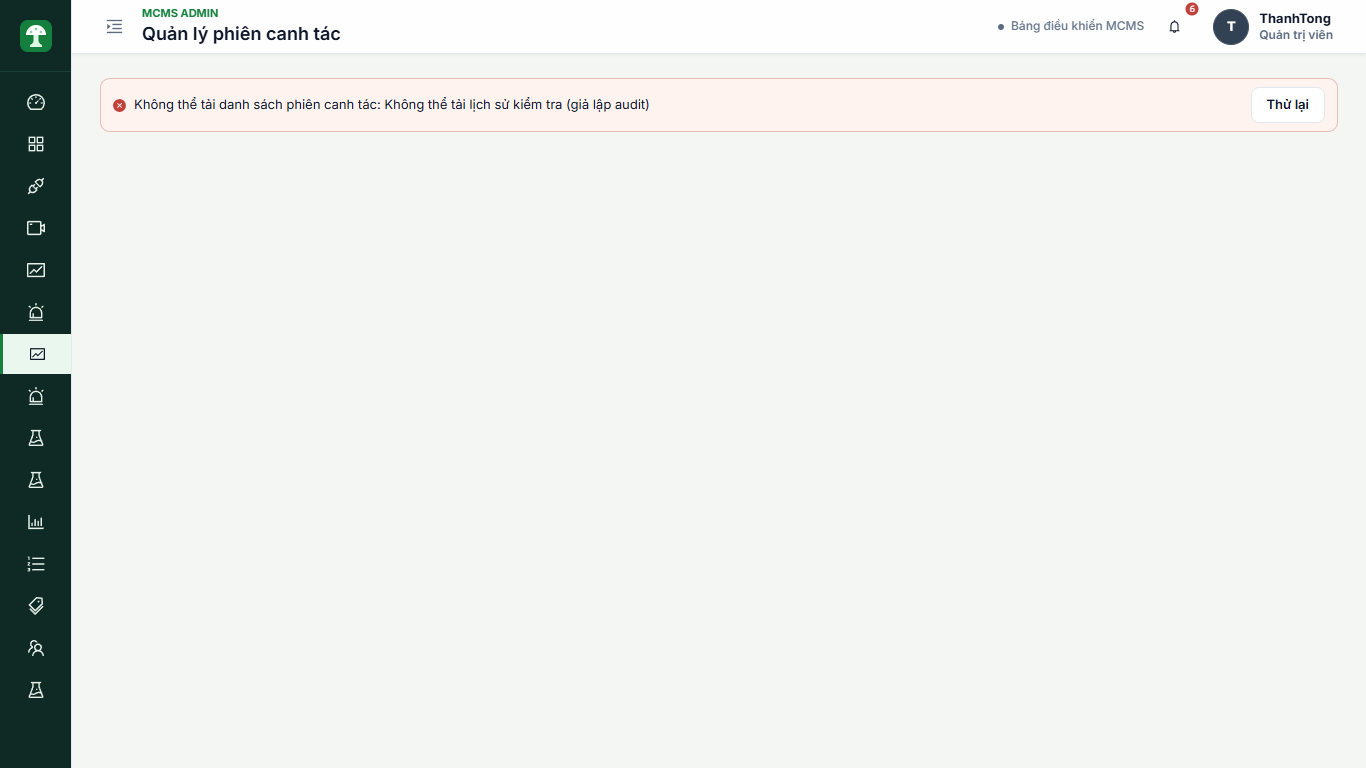 MCMS ADMIN
Quản lý phiên canh tác
Bảng điều khiển MCMS
6
T
ThanhTong
Quản trị viên
Không thể tải danh sách phiên canh tác: Không thể tải lịch sử kiểm tra (giả lập audit)
Thử lại